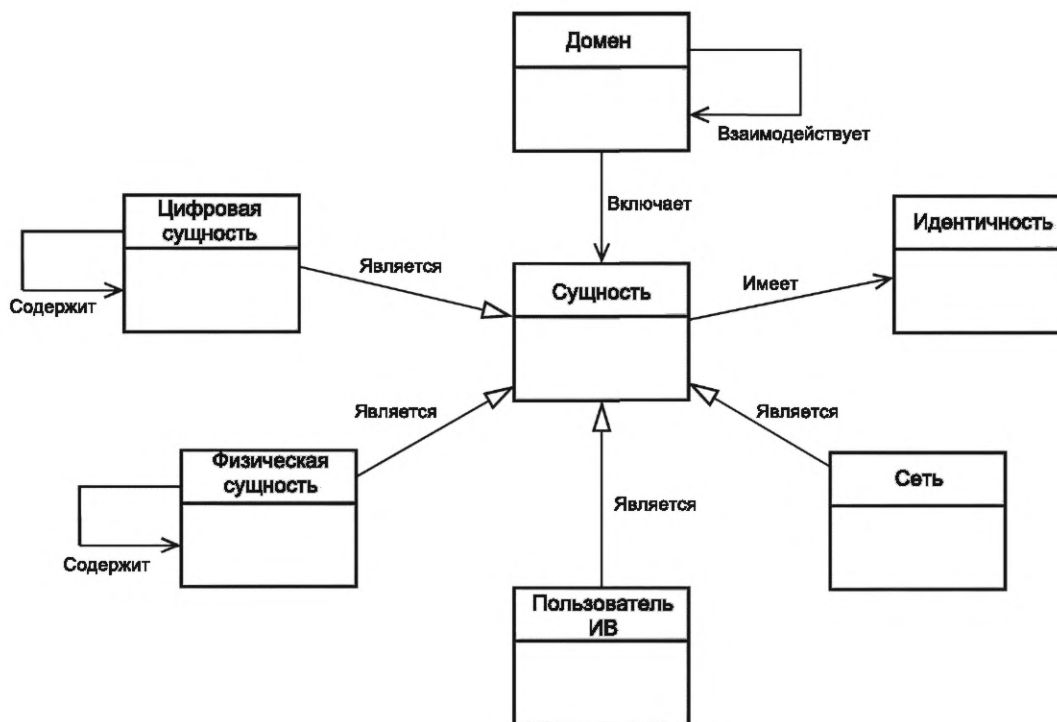 Домен
Взаимодействует
Включает
Цифровая
сущность
Содержит
Является
Сущность
Имеет
Идентичность
Является
Является
Физическая
сущность
Содержит
Является
Сеть
Пользователь
ИВ